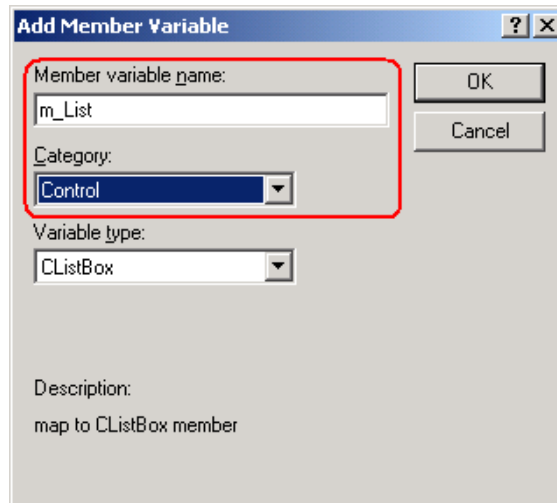 Add Member Variable
Member variable name:
m_List
OK
Cancel
Category:
Control
Variable type:
CListBox
Description:
map to CListBox member